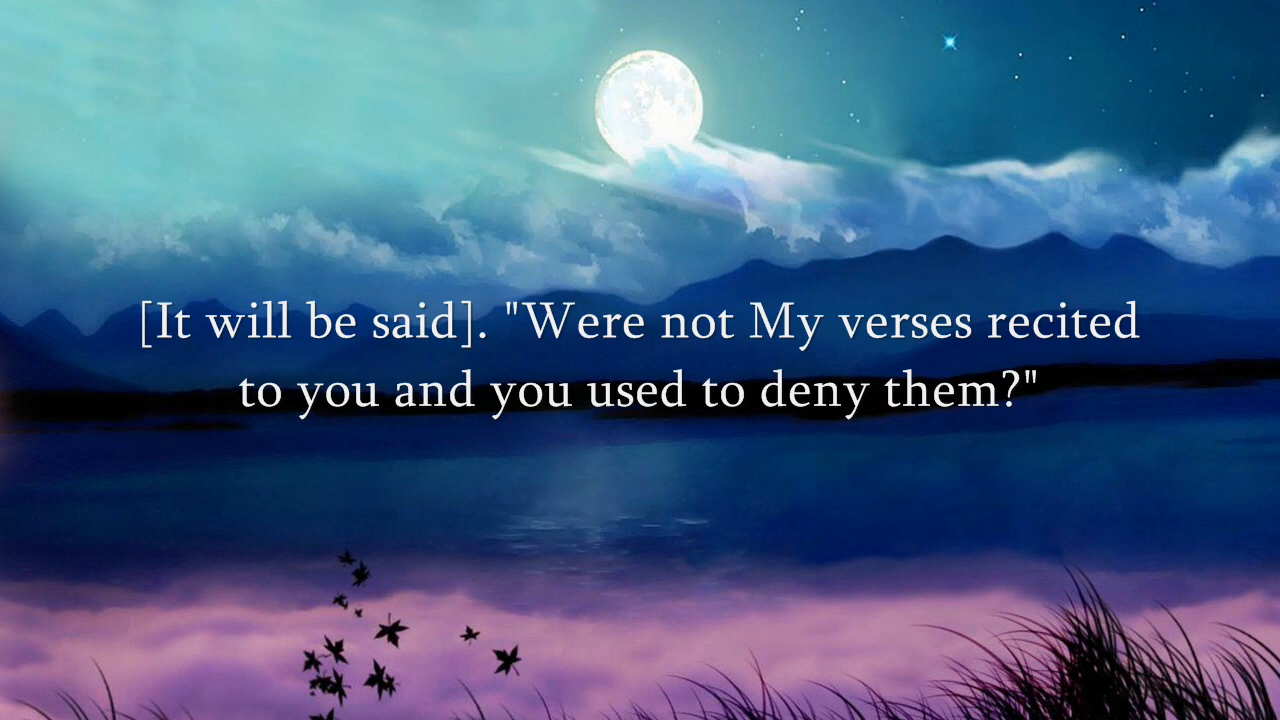 [It will be said]. "Were not My verses recited
to you and you used to deny them?"